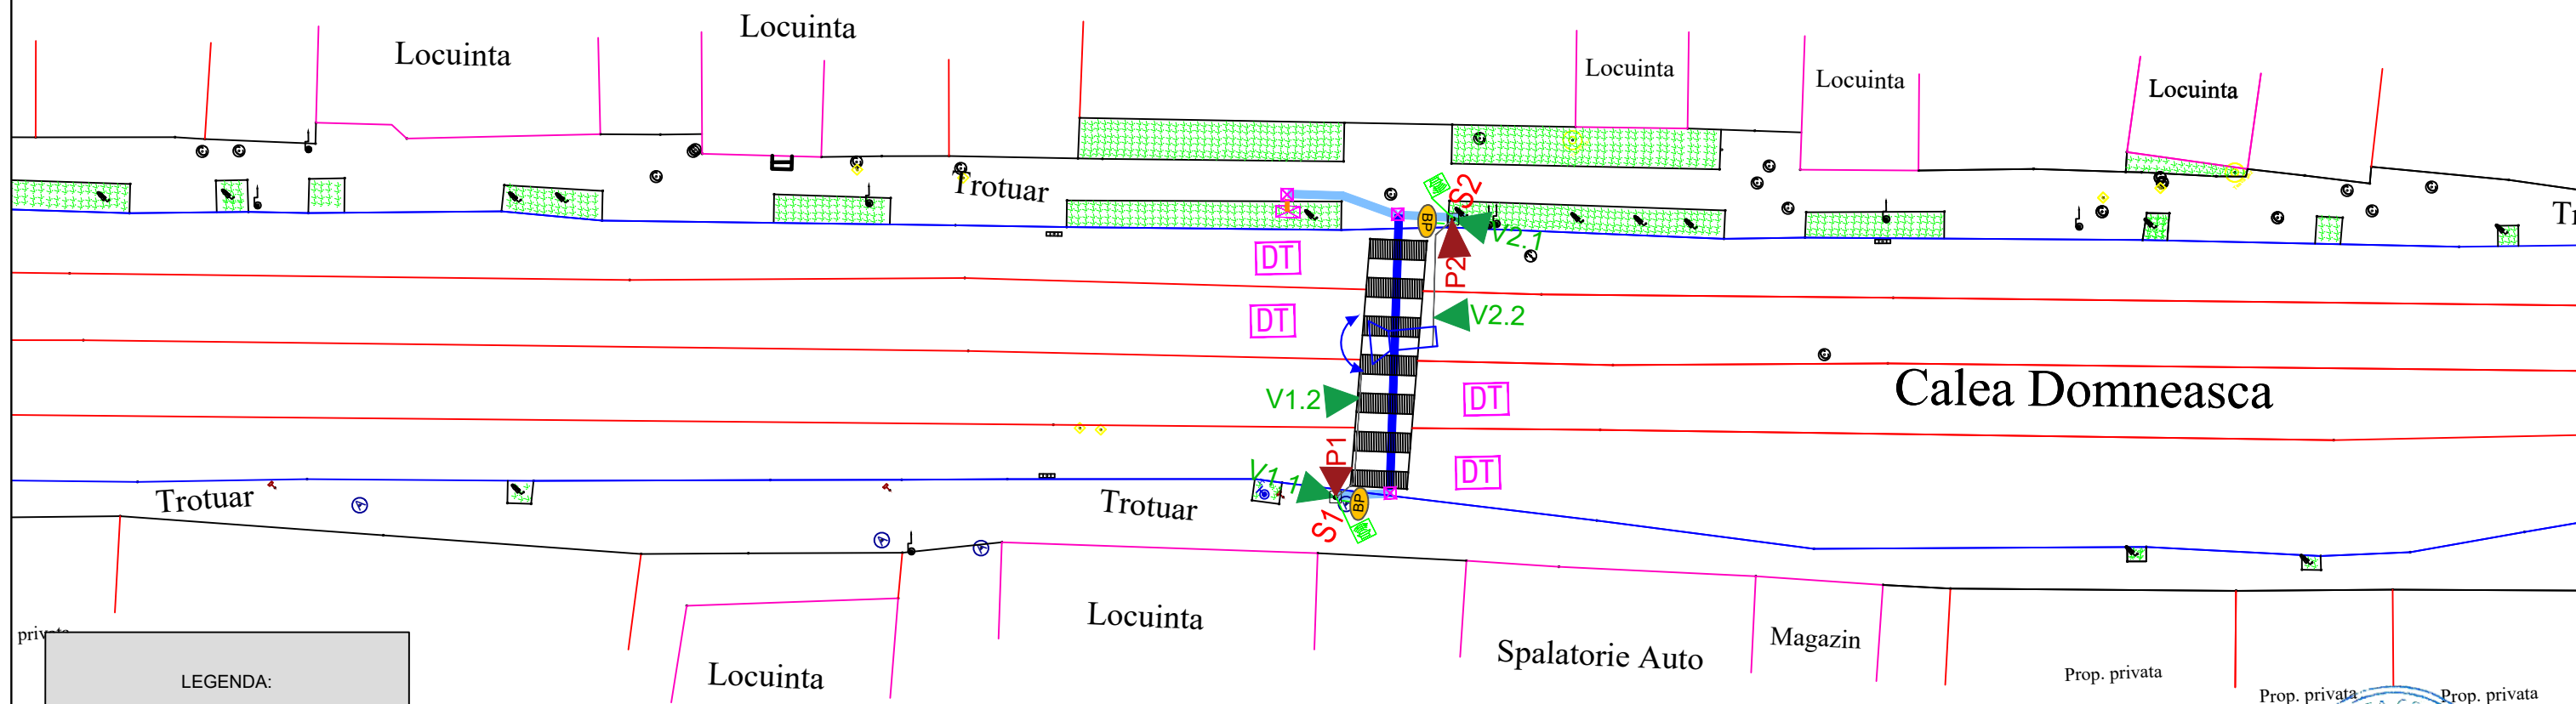 Locuinta
Locuinta
Locuinta
Locuinta
Locuinta
Trotuar
S2
BP
V2.1
DT
P2
DT
V2.2
V1.2
DT
Calea Domneasca
P1
DT
V1.1
Trotuar
Trotuar
BP
S1
Locuinta
Locuinta
Spalatorie Auto
Magazin
Prop. privata
Prop. privata
Prop. privata
LEGENDA: